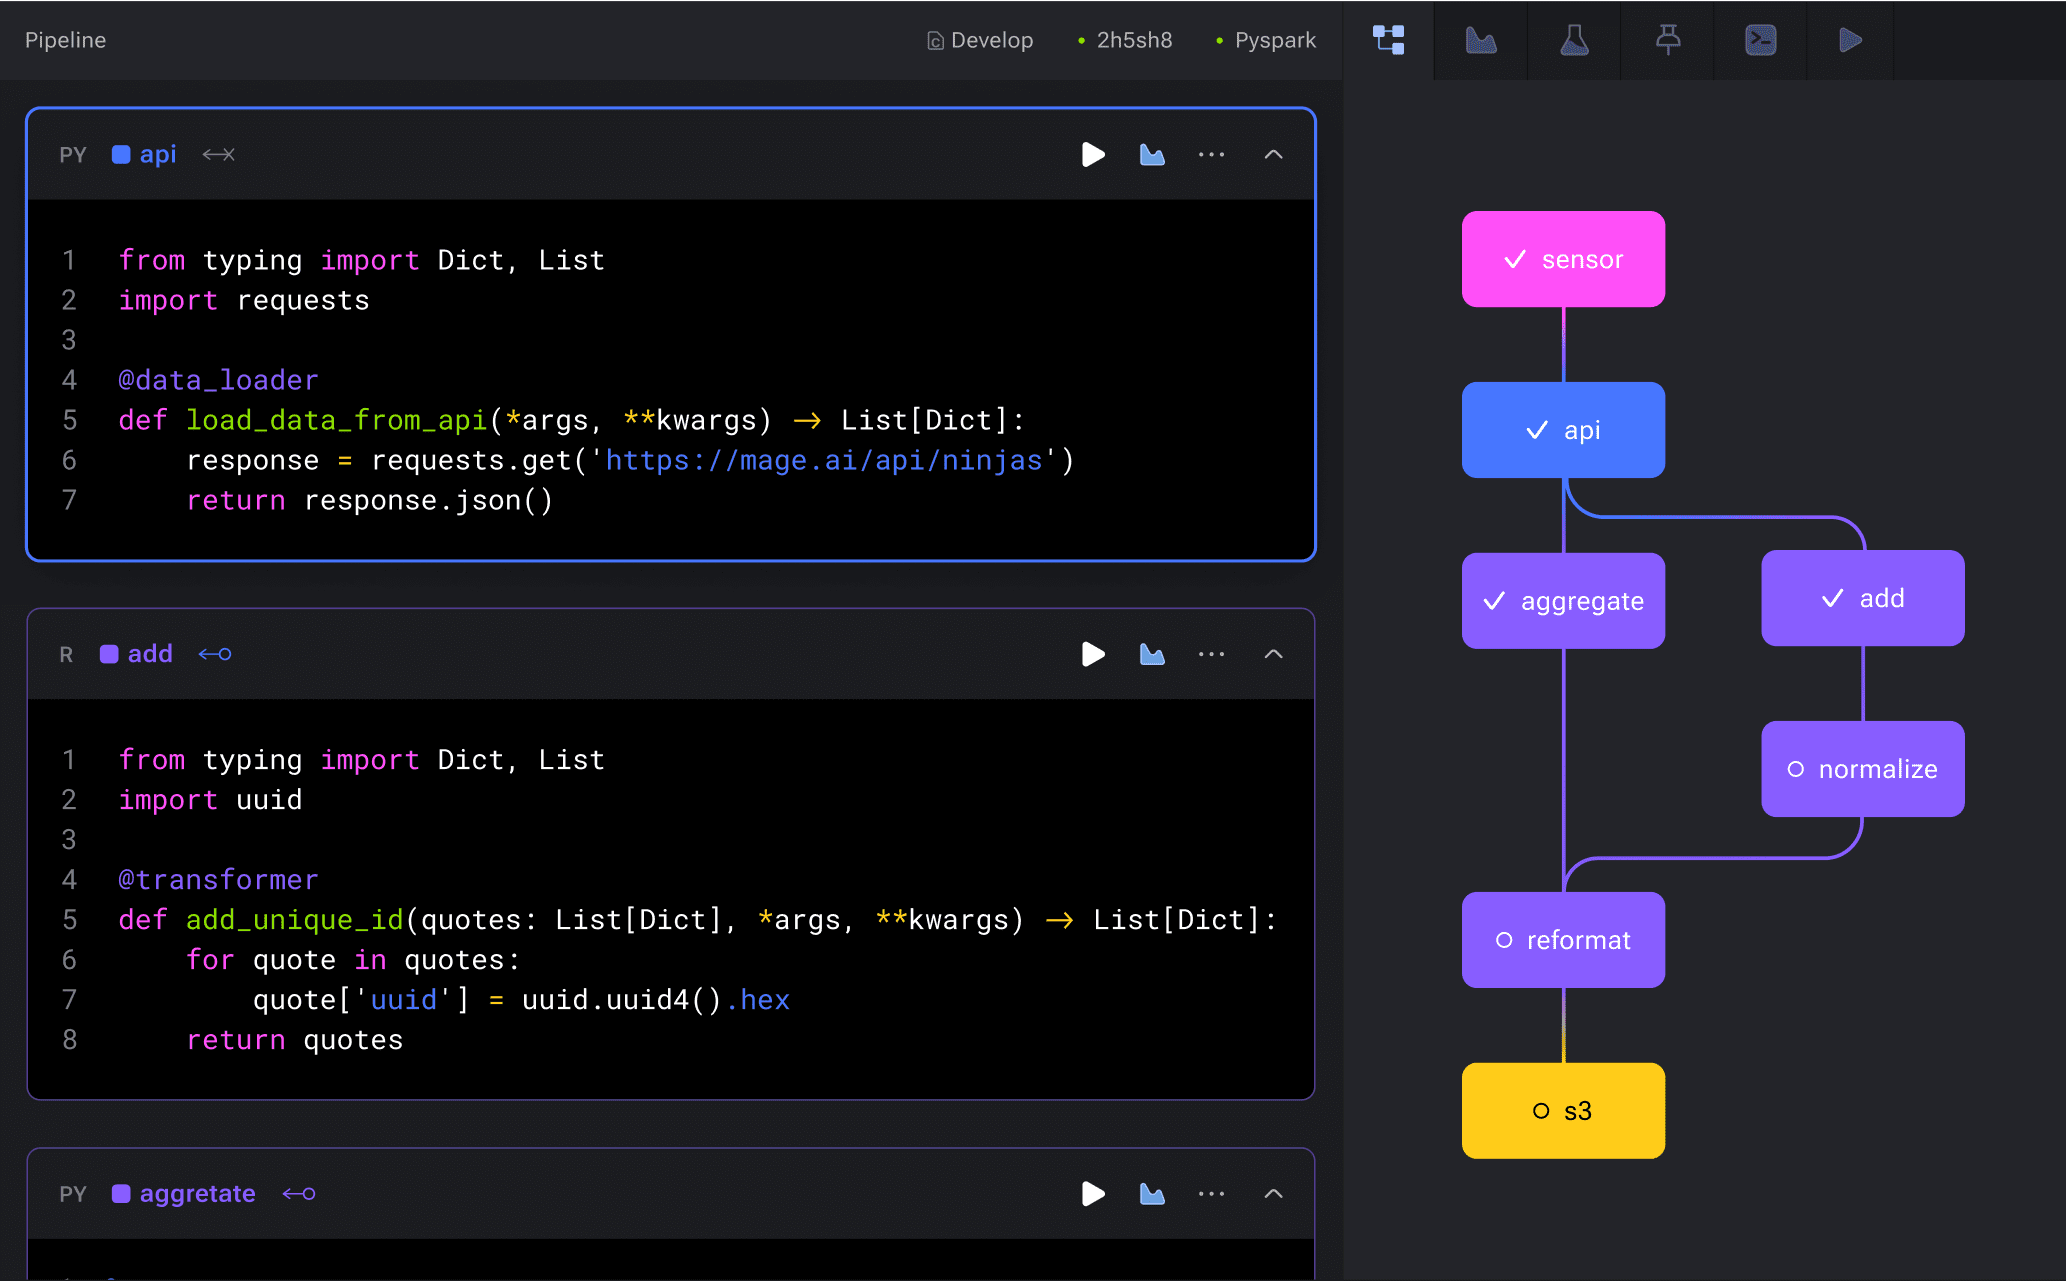 Pipeline
Develop
2h5sh8
Pyspark
PY api
1 from typing import Dict, List
2 import requests
3
4 @data_loader
5 def load_data_from_api(*args, **kwargs) → List[Dict]:
6 response = requests.get('https://mage.ai/api/ninjas')
7 return response.json()
R add
1 from typing import Dict, List
2 import uuid
3
4 @transformer
5 def add_unique_id(quotes: List[Dict], *args, **kwargs) → List[Dict]:
6 for quote in quotes:
7 quote['uuid'] = uuid.uuid4().hex
8 return quotes
PY aggretate
sensor
api
aggregate
add
normalize
reformat
s3